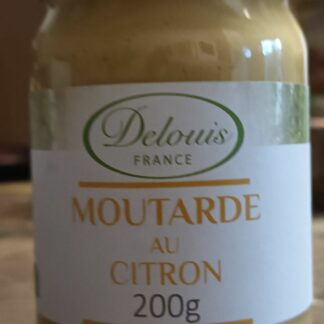 Delouis
FRANCE
MOUTARDE
AU
CITRON
200g